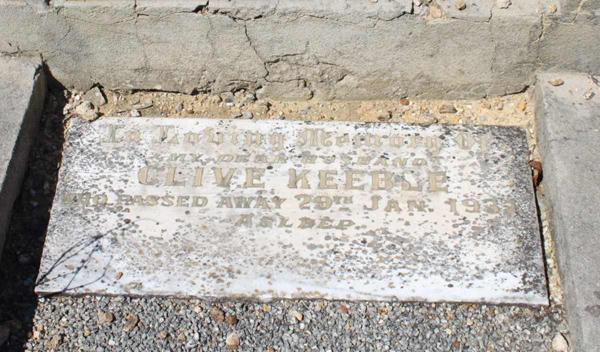 In Loving Memory of
MY DEAR HUSBAND
CLIVE KEEBLE
WHO PASSED AWAY 29TH JAN.
ASLEEP